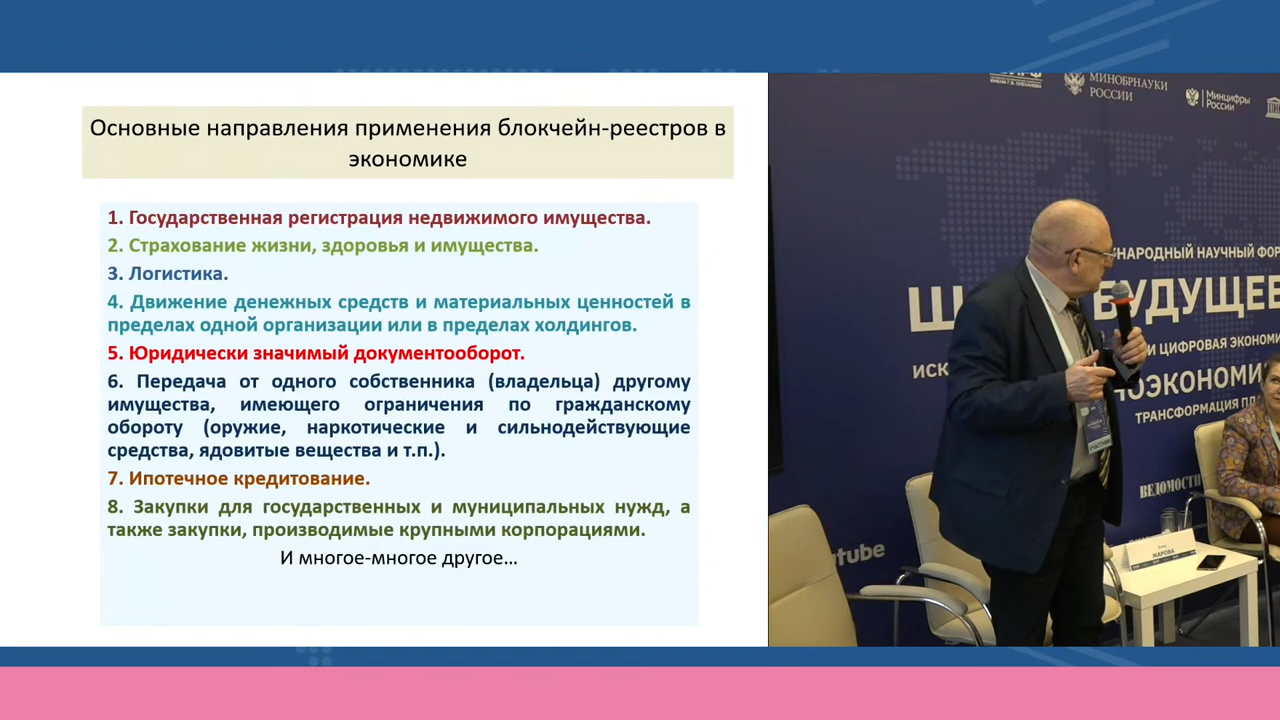 Основные направления применения блокчейн-реестров в
экономике
1. Государственная регистрация недвижимого имущества.
2. Страхование жизни, здоровья и имущества.
3. Логистика.
4. Движение денежных средств и материальных ценностей в
пределах одной организации или в пределах холдингов.
5. Юридически значимый документооборот.
6. Передача от одного собственника (владельца) другому
имущества, имеющего ограничения по гражданскому
обороту (оружие, наркотические и сильнодействующие
средства, ядовитые вещества и т.п.).
7. Ипотечное кредитование.
8. Закупки для государственных и муниципальных нужд, а
также закупки, производимые крупными корпорациями.
И многое-многое другое...
МИНОБРНАУКИ
РОССИИ
Минцифры
России
НАРОДНЫЙ НАУЧНЫЙ ФОР
Ш БУДУЩЕ
И ЦИФРОВАЯ ЭКОНОМИ
ИСК
НОЭКОНОМИ
ТРАНСФОРМАЦИЯ ПЛ
ВЕДОМОСТИ
tube
ЖАРОВА